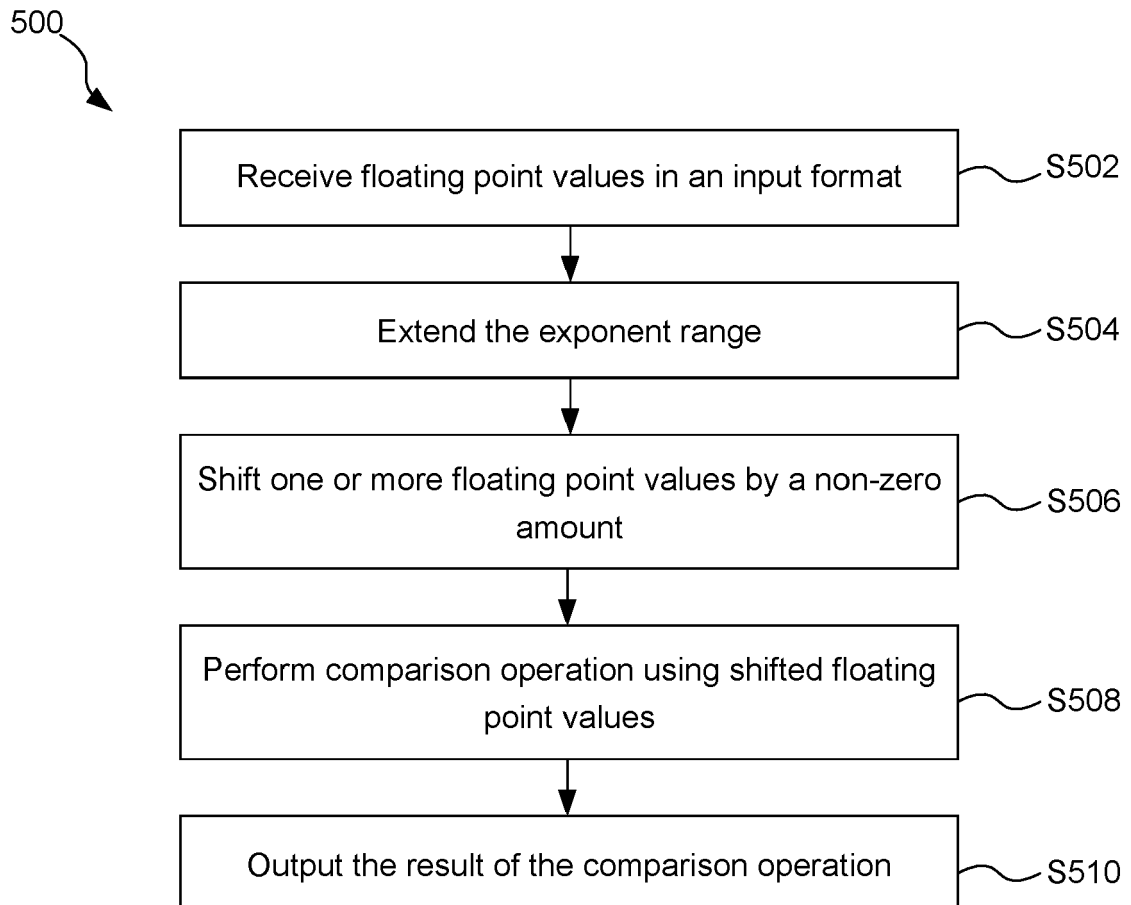 500
Receive floating point values in an input format
S502
Extend the exponent range
S504
Shift one or more floating point values by a non-zero
amount
S506
Perform comparison operation using shifted floating
point values
S508
Output the result of the comparison operation
S510